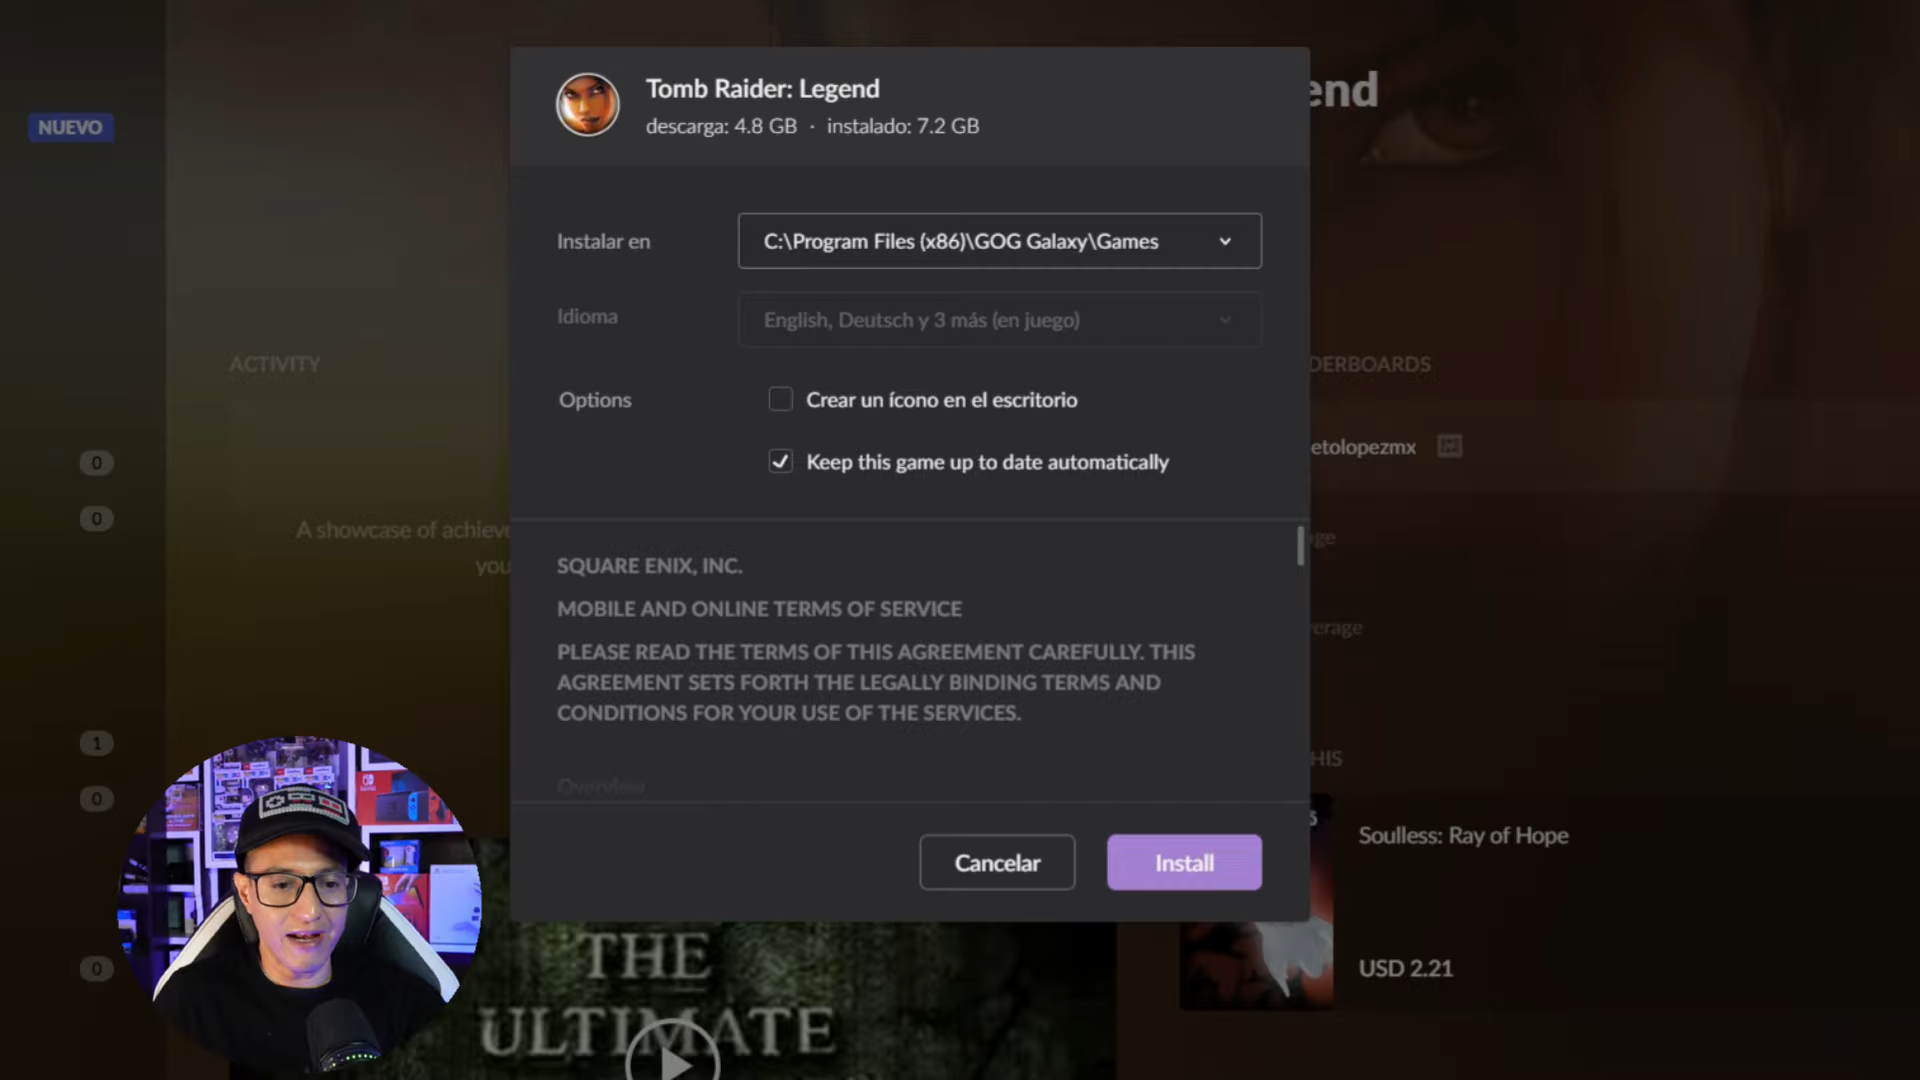 Tomb Raider: Legend
descarga: 4.8 GB · instalado: 7.2 GB
end
NUEVO
Instalar en
C:\Program Files (x86)\GOG Galaxy\Games
Idioma
English, Deutsch y 3 más (en juego)
ACTIVITY
DERBOARDS
Options
Crear un ícono en el escritorio
etolopezmx
Keep this game up to date automatically
0
0
A showcase of achieve
you
ge
SQUARE ENIX, INC.
MOBILE AND ONLINE TERMS OF SERVICE
erage
PLEASE READ THE TERMS OF THIS AGREEMENT CAREFULLY. THIS
AGREEMENT SETS FORTH THE LEGALLY BINDING TERMS AND
CONDITIONS FOR YOUR USE OF THE SERVICES.
1
HIS
Overview
0
Cancelar
Install
Soulless: Ray of Hope
0
USD 2.21
THE
ULTIMATE